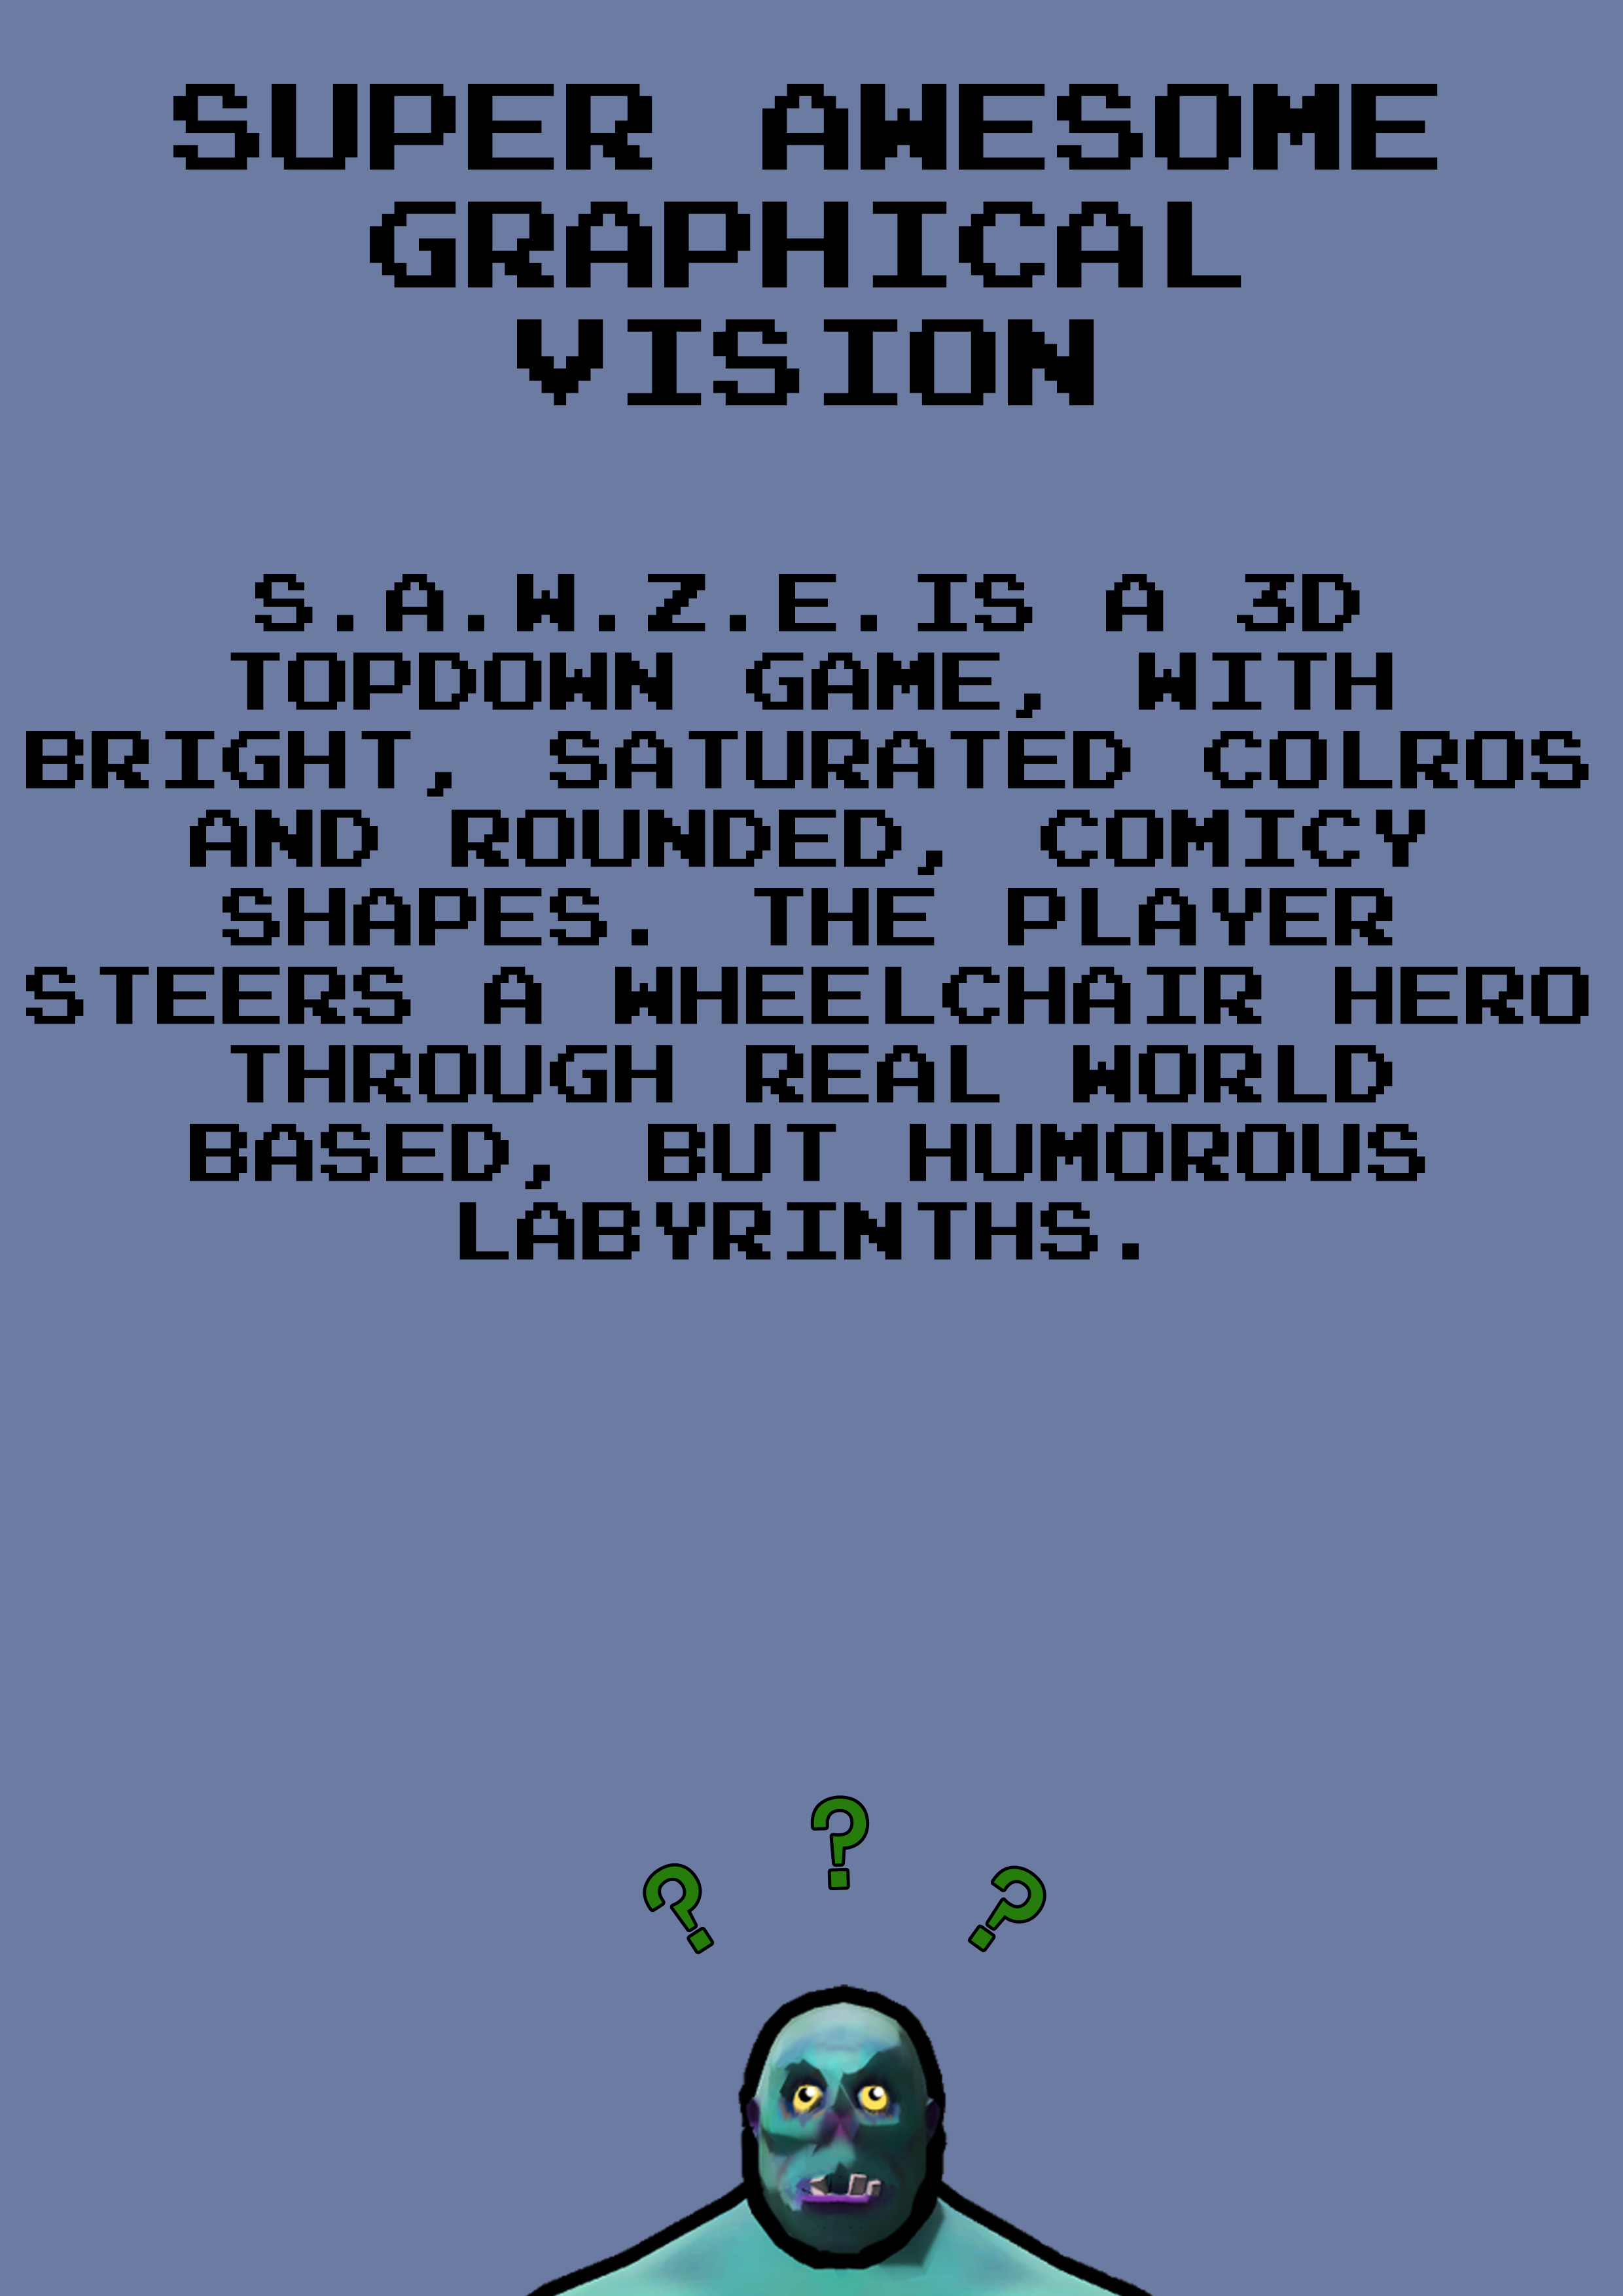 SUPER AWESOME
GRAPHICAL
VISION
S.A.W.Z.E.IS A 3D
TOPDOWN GAME, WITH
BRIGHT, SATURATED COLROS
AND ROUNDED, COMICY
SHAPES. THE PLAYER
STEERS A WHEELCHAIR HERO
THROUGH REAL WORLD
BASED, BUT HUMOROUS
LABYRINTHS.
? ? ?